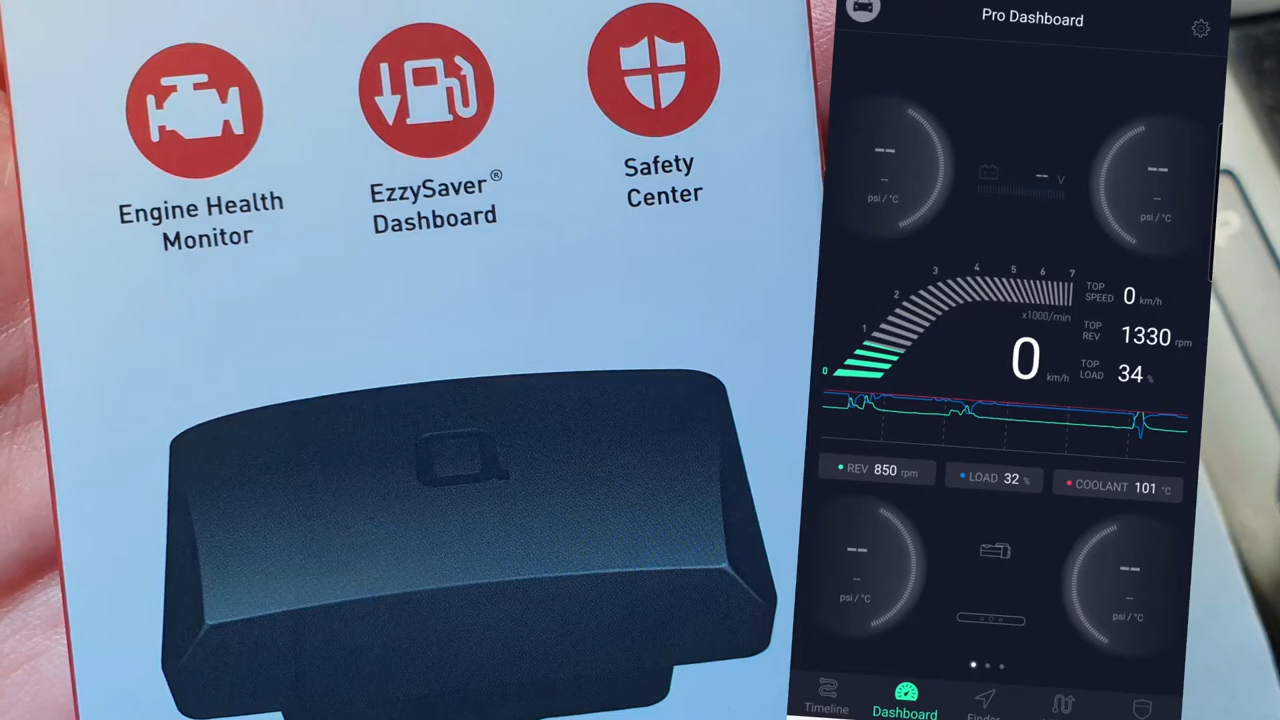 Engine Health
Monitor
EzzySaver®
Dashboard
Safety
Center
Pro Dashboard
--
--
psi / °C
-- V
--
--
psi / °C
0
1
2
3
4
5
6
7
x1000/min
0 km/h
TOP SPEED 0 km/h
TOP REV 1330 rpm
TOP LOAD 34 %
REV 850 rpm
LOAD 32 %
COOLANT 101 °C
--
--
psi / °C
--
--
psi / °C
Timeline
Dashboard
Finder